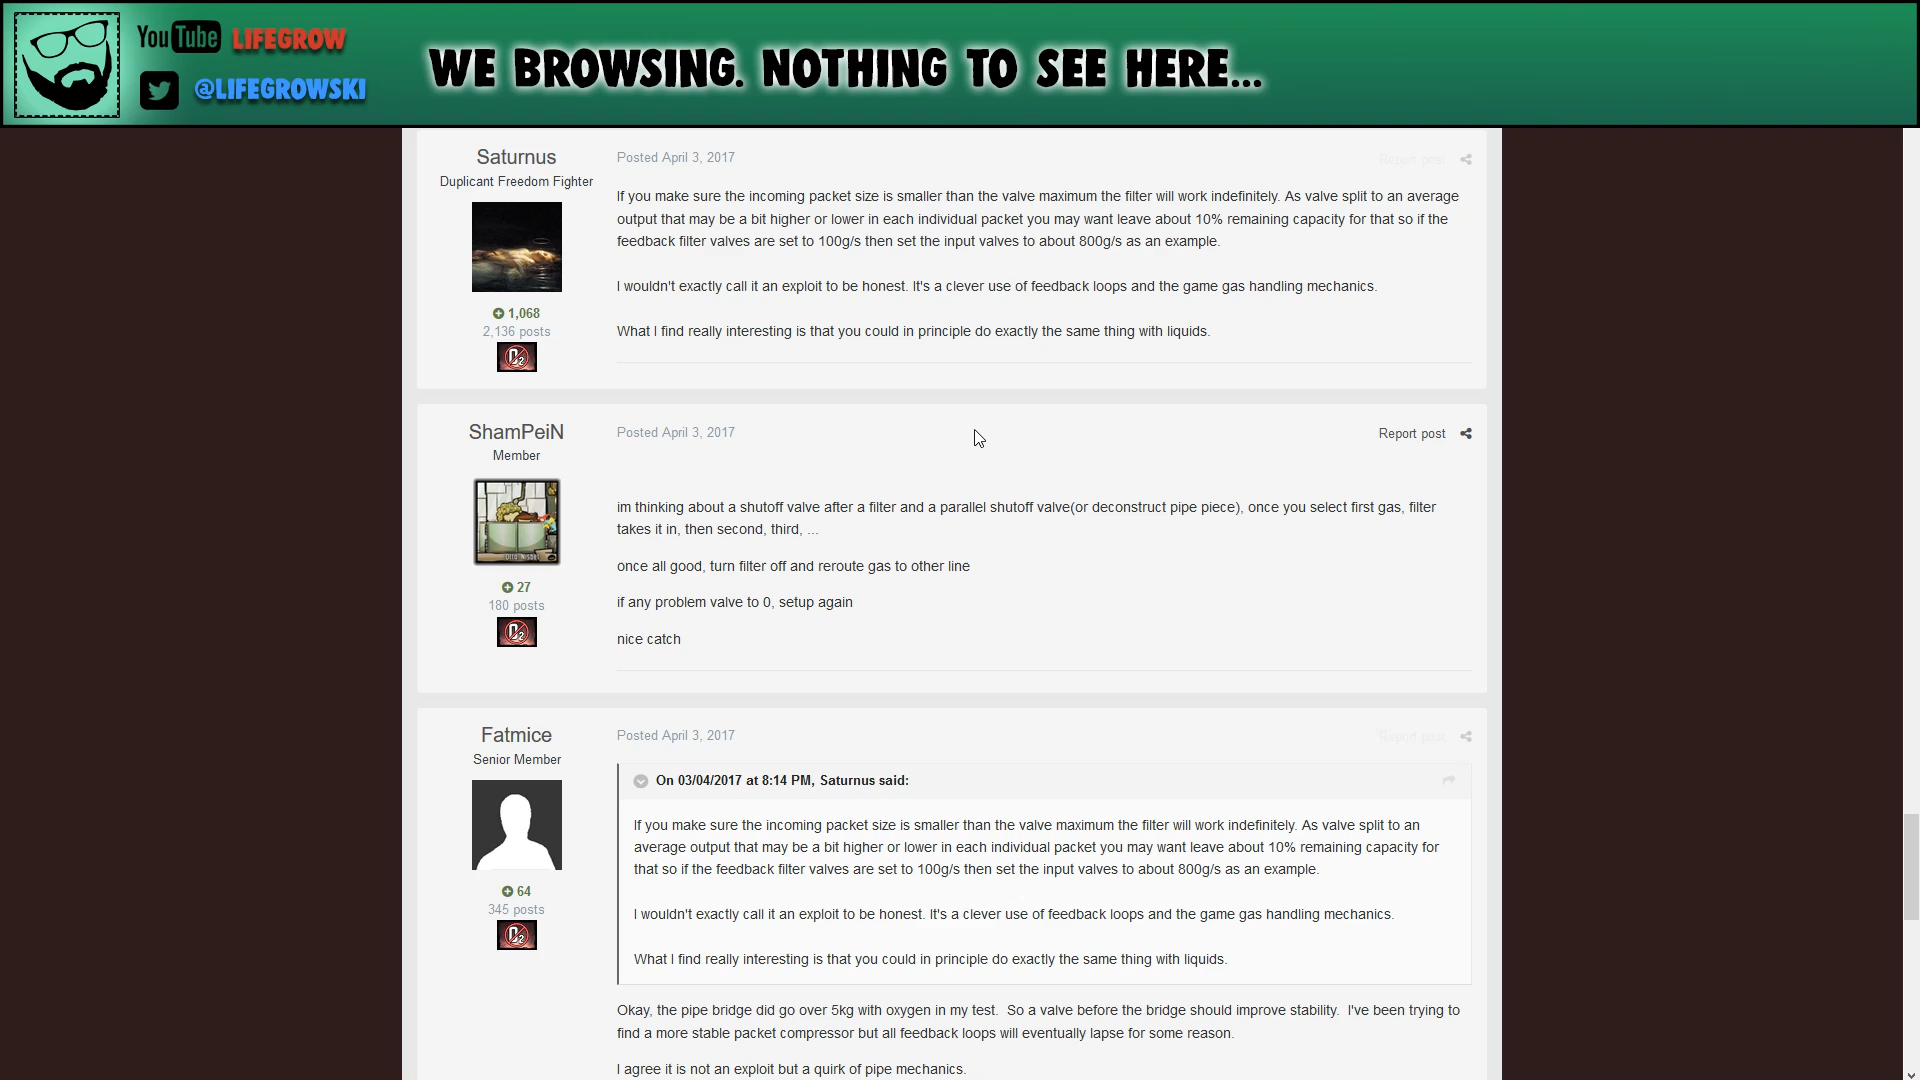 You Tube LIFEGROW
@LIFEGROWSKI
WE BROWSING. NOTHING TO SEE HERE...
Saturnus
Duplicant Freedom Fighter
1,068
2,136 posts
Posted April 3, 2017
Report post
If you make sure the incoming packet size is smaller than the valve maximum the filter will work indefinitely. As valve split to an average
output that may be a bit higher or lower in each individual packet you may want leave about 10% remaining capacity for that so if the
feedback filter valves are set to 100g/s then set the input valves to about 800g/s as an example.
I wouldn't exactly call it an exploit to be honest. It's a clever use of feedback loops and the game gas handling mechanics.
What I find really interesting is that you could in principle do exactly the same thing with liquids.
ShamPeiN
Member
27
180 posts
Posted April 3, 2017
Report post
im thinking about a shutoff valve after a filter and a parallel shutoff valve(or deconstruct pipe piece), once you select first gas, filter
takes it in, then second, third, ...
once all good, turn filter off and reroute gas to other line
if any problem valve to 0, setup again
nice catch
Fatmice
Senior Member
64
345 posts
Posted April 3, 2017
Report post
On 03/04/2017 at 8:14 PM, Saturnus said:
If you make sure the incoming packet size is smaller than the valve maximum the filter will work indefinitely. As valve split to an
average output that may be a bit higher or lower in each individual packet you may want leave about 10% remaining capacity for
that so if the feedback filter valves are set to 100g/s then set the input valves to about 800g/s as an example.
I wouldn't exactly call it an exploit to be honest. It's a clever use of feedback loops and the game gas handling mechanics.
What I find really interesting is that you could in principle do exactly the same thing with liquids.
Okay, the pipe bridge did go over 5kg with oxygen in my test.  So a valve before the bridge should improve stability.  I've been trying to
find a more stable packet compressor but all feedback loops will eventually lapse for some reason.
I agree it is not an exploit but a quirk of pipe mechanics.